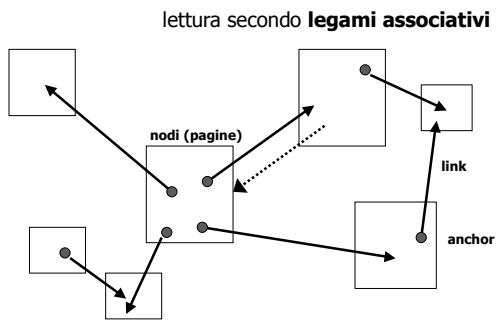 lettura secondo legami associativi
nodi (pagine)
link
anchor